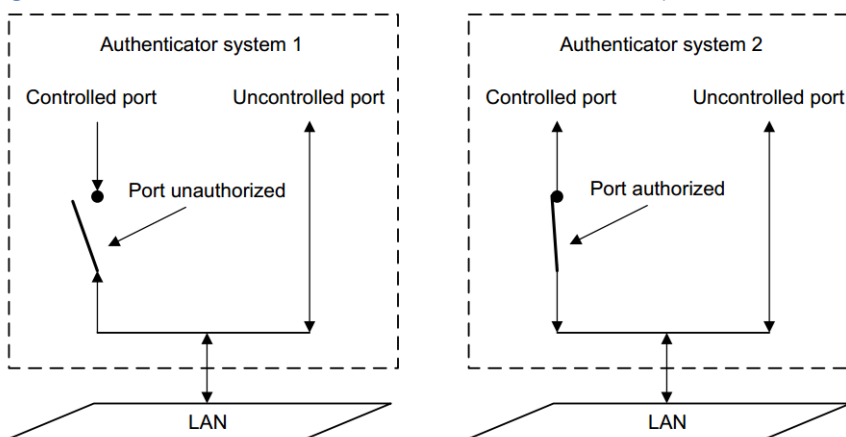 Authenticator system 1
Controlled port
Uncontrolled port
Port unauthorized
LAN
Authenticator system 2
Controlled port
Uncontrolled port
Port authorized
LAN